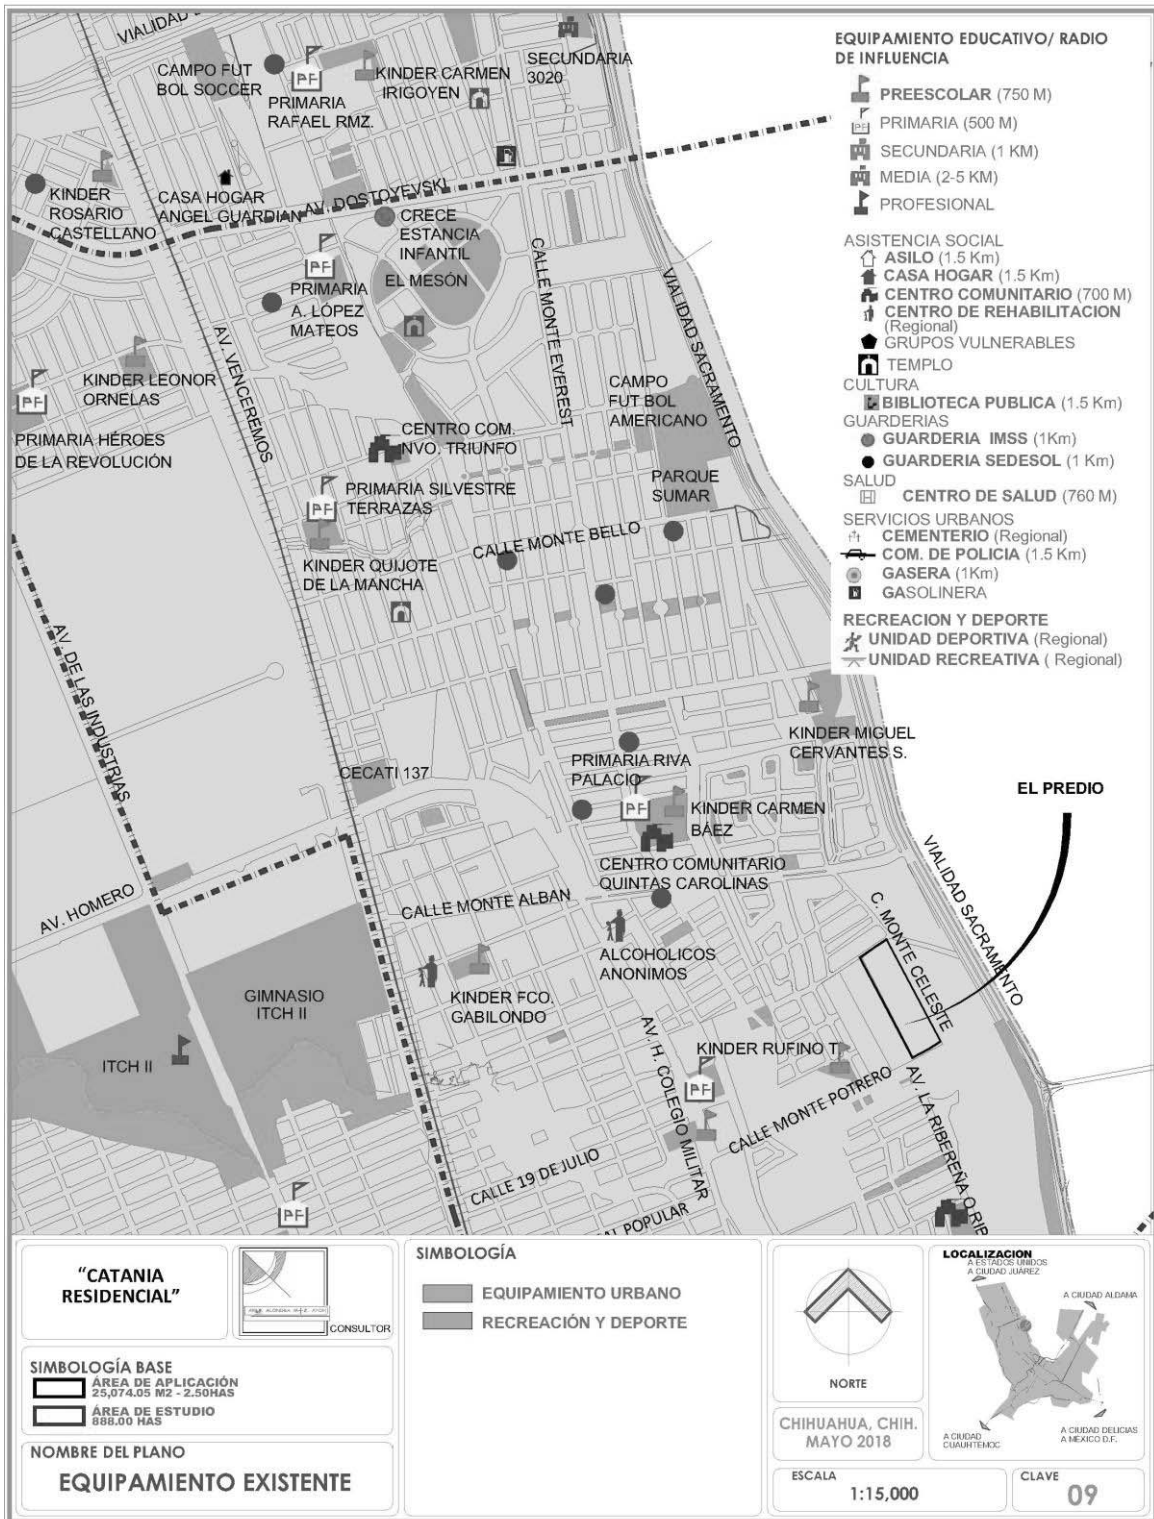 VIALIDAD
CAMPO FUT
BOL SOCCER
PRIMARIA
RAFAEL RMZ.
KINDER CARMEN
IRIGOYEN
SECUNDARIA
3020
KINDER
ROSARIO
CASTELLANO
CASA HOGAR
ANGEL GUARDIAN
AV. DOSTOYEVSKI
CRECE
ESTANCIA
INFANTIL
EL MESÓN
PRIMARIA
A. LÓPEZ
MATEOS
CALLE MONTE EVEREST
VIALIDAD SACRAMENTO
AV. VENCEREMOS
KINDER LEONOR
ORNELAS
PRIMARIA HÉROES
DE LA REVOLUCIÓN
CAMPO
FUT BOL
AMERICANO
CENTRO COM.
NVO. TRIUNFO
PARQUE
SUMAR
PRIMARIA SILVESTRE
TERRAZAS
CALLE MONTE BELLO
KINDER QUIJOTE
DE LA MANCHA
AV. DE LAS INDUSTRIAS
CECATI 137
PRIMARIA RIVA
PALACIO
KINDER MIGUEL
CERVANTES S.
KINDER CARMEN
BÁEZ
EL PREDIO
CENTRO COMUNITARIO
QUINTAS CAROLINAS
VIALIDAD SACRAMENTO
AV. HOMERO
CALLE MONTE ALBAN
C. MONTE CELESTE
ALCOHOLICOS
ANONIMOS
GIMNASIO
ITCH II
KINDER FCO.
GABILONDO
ITCH II
AV. H. COLEGIO MILITAR
KINDER RUFINO T.
CALLE MONTE POTRERO
AV. LA RIBEREÑA O RIB
CALLE 19 DE JULIO
AL POPULAR
EQUIPAMIENTO EDUCATIVO/ RADIO
DE INFLUENCIA
PREESCOLAR (750 M)
PRIMARIA (500 M)
SECUNDARIA (1 KM)
MEDIA (2-5 KM)
PROFESIONAL
ASISTENCIA SOCIAL
ASILO (1.5 Km)
CASA HOGAR (1.5 Km)
CENTRO COMUNITARIO (700 M)
CENTRO DE REHABILITACION
(Regional)
GRUPOS VULNERABLES
TEMPLO
CULTURA
BIBLIOTECA PUBLICA (1.5 Km)
GUARDERIAS
GUARDERIA IMSS (1Km)
GUARDERIA SEDESOL (1 Km)
SALUD
CENTRO DE SALUD (760 M)
SERVICIOS URBANOS
CEMENTERIO (Regional)
COM. DE POLICIA (1.5 Km)
GASERA (1Km)
GASOLINERA
RECREACION Y DEPORTE
UNIDAD DEPORTIVA (Regional)
UNIDAD RECREATIVA ( Regional)
"CATANIA
RESIDENCIAL"
CONSULTOR
SIMBOLOGÍA BASE
ÁREA DE APLICACIÓN
25,074.05 M2 - 2.50HAS
ÁREA DE ESTUDIO
888.00 HAS
NOMBRE DEL PLANO
EQUIPAMIENTO EXISTENTE
SIMBOLOGÍA
EQUIPAMIENTO URBANO
RECREACIÓN Y DEPORTE
NORTE
CHIHUAHUA, CHIH.
MAYO 2018
LOCALIZACION
A ESTADOS UNIDOS
A CIUDAD JUÁREZ
A CIUDAD ALDAMA
A CIUDAD
CUAUHTEMOC
A CIUDAD DELICIAS
A MÉXICO D.F.
ESCALA
1:15,000
CLAVE
09